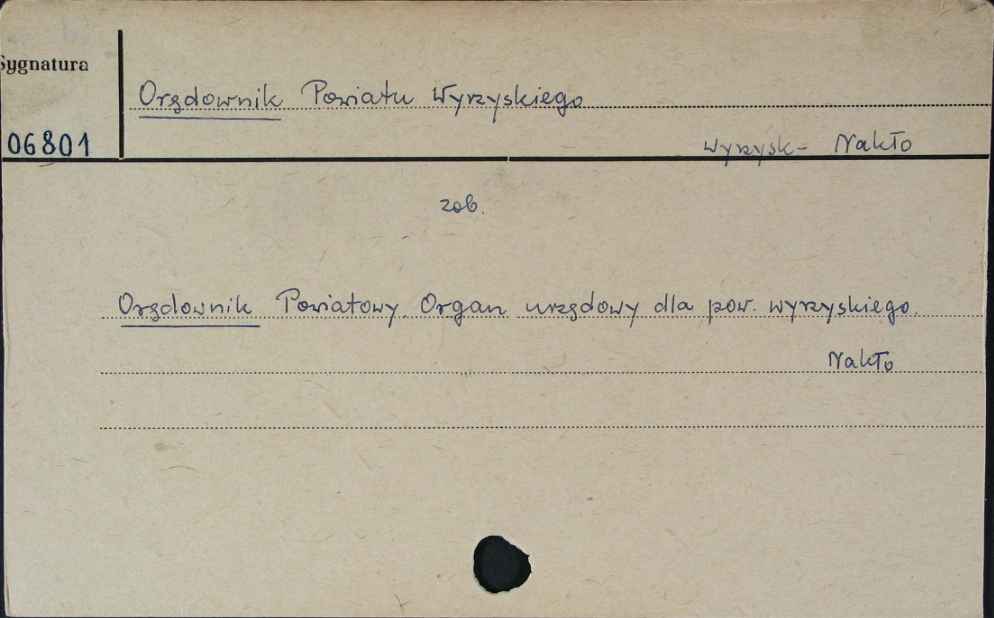 Sygnatura
Orędownik Powiatu Wyrzyskiego
06801
Wyrzysk - Nakło
zob.
Orędownik Powiatowy. Organ urzędowy dla pow. wyrzyskiego.
Nakło